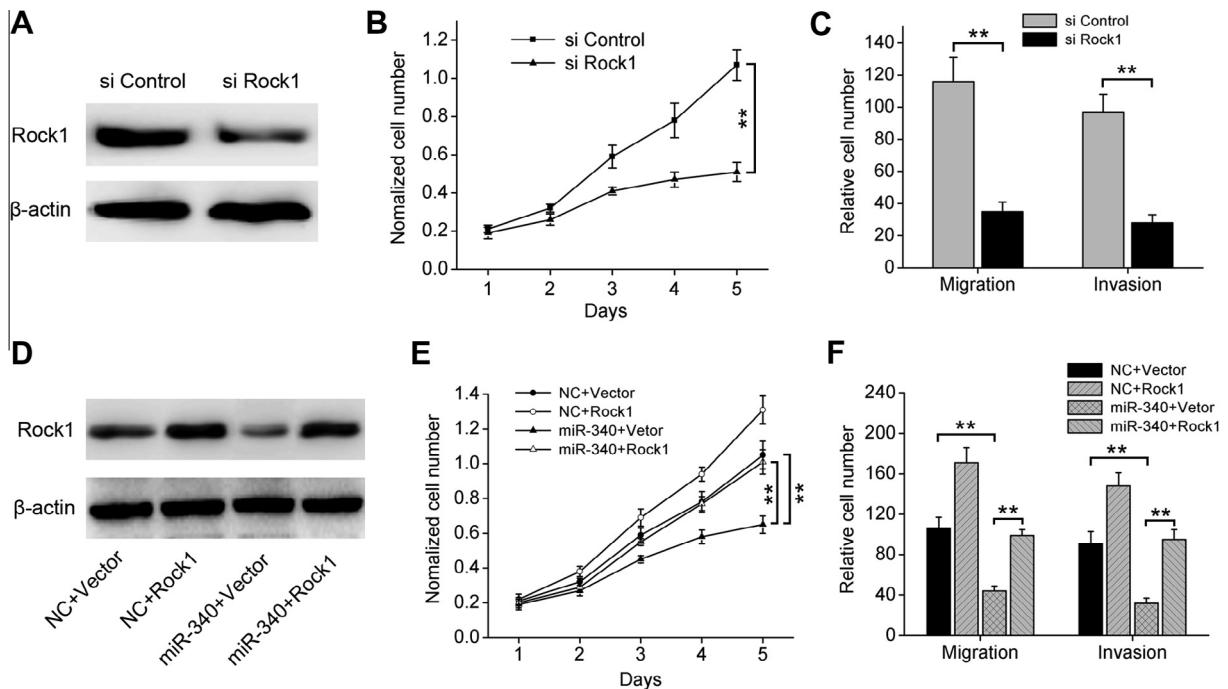 A
si Control si Rock1
Rock1
β-actin
B
si Control
si Rock1
Nomalized cell number
1.2
1.0
0.8
0.6
0.4
0.2
0.0
**
1 2 3 4 5
Days
C
si Control
si Rock1
Relative cell number
140
120
100
80
60
40
20
0
** **
Migration Invasion
D
Rock1
β-actin
NC+Vector
NC+Rock1
miR-340+Vector
miR-340+Rock1
E
NC+Vector
NC+Rock1
miR-340+Vetor
miR-340+Rock1
Nomalized cell number
1.4
1.2
1.0
0.8
0.6
0.4
0.2
0.0
** **
1 2 3 4 5
Days
F
NC+Vector
NC+Rock1
miR-340+Vetor
miR-340+Rock1
Relative cell number
240
200
160
120
80
40
0
** **
** **
Migration Invasion